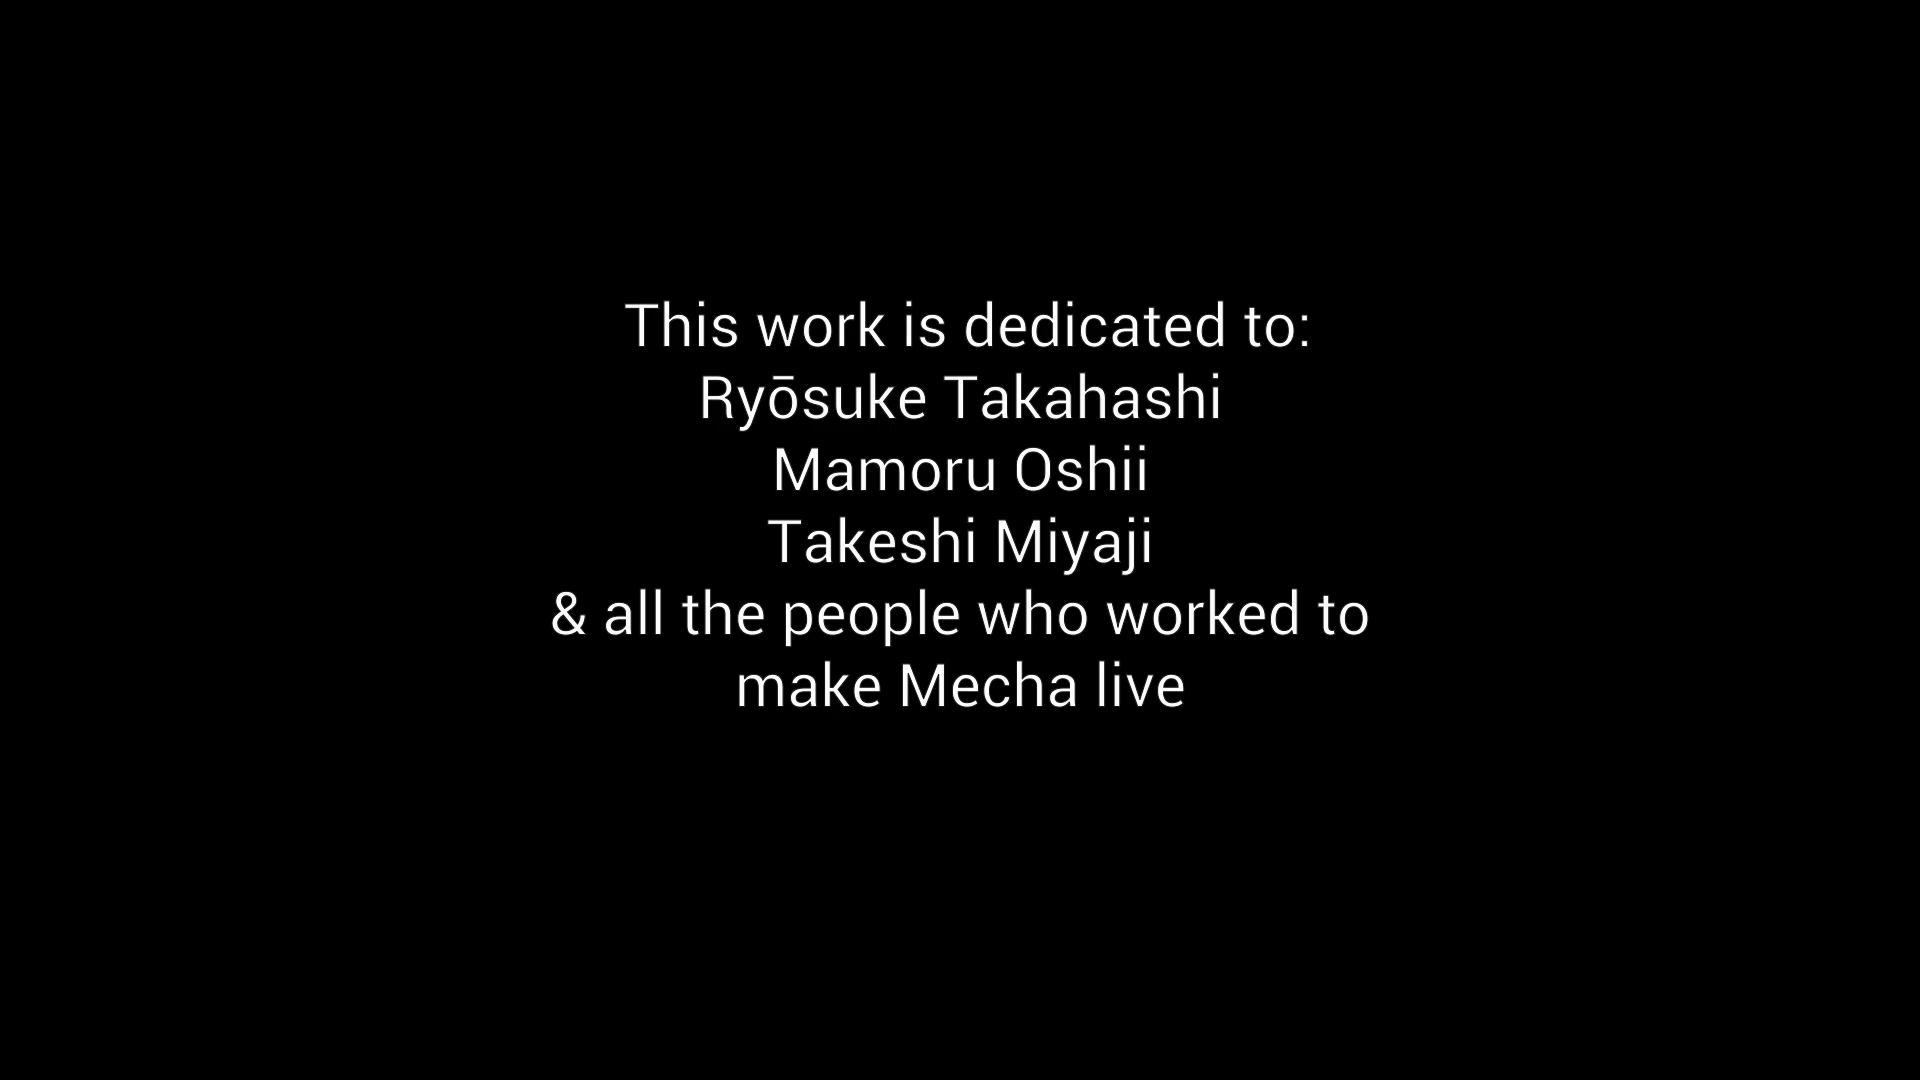 This work is dedicated to:
Ryōsuke Takahashi
Mamoru Oshii
Takeshi Miyaji
& all the people who worked to
make Mecha live